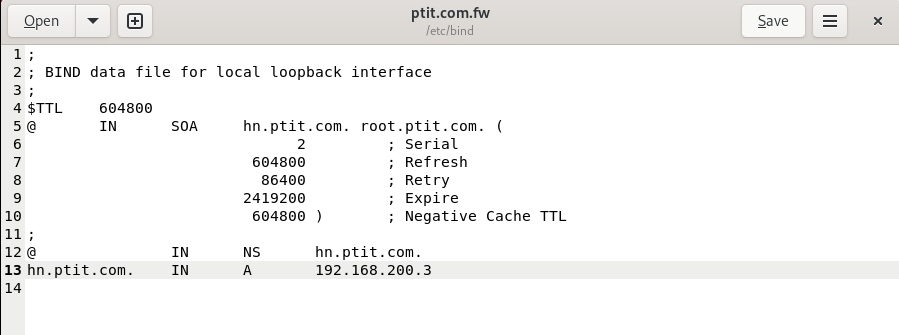 Open
ptit.com.fw
/etc/bind
Save
1 ;
2 ; BIND data file for local loopback interface
3 ;
4 $TTL    604800
5 @       IN      SOA     hn.ptit.com. root.ptit.com. (
6                               2         ; Serial
7                          604800         ; Refresh
8                           86400         ; Retry
9                         2419200         ; Expire
10                         604800 )       ; Negative Cache TTL
11 ;
12 @               IN      NS      hn.ptit.com.
13 hn.ptit.com.    IN      A       192.168.200.3
14